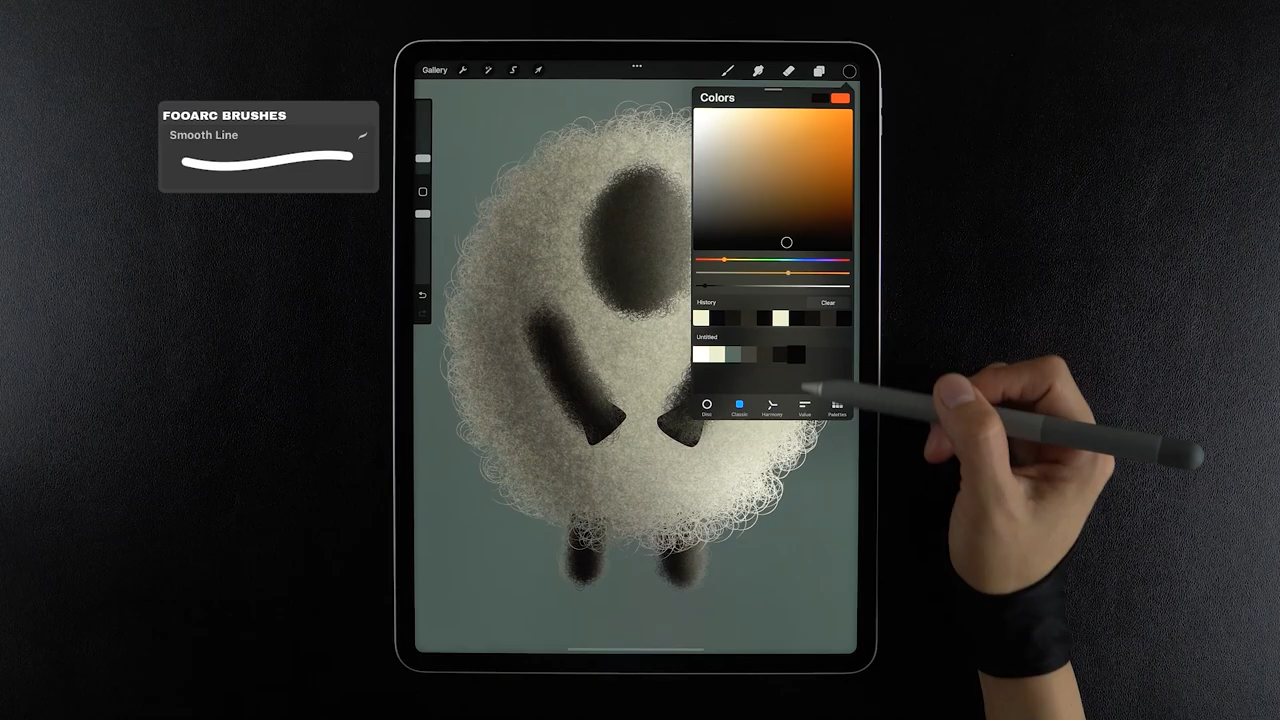 FOOARC BRUSHES
Smooth Line
Gallery
Colors
History
Clear
Untitled
Disc
Classic
Harmony
Value
Palettes